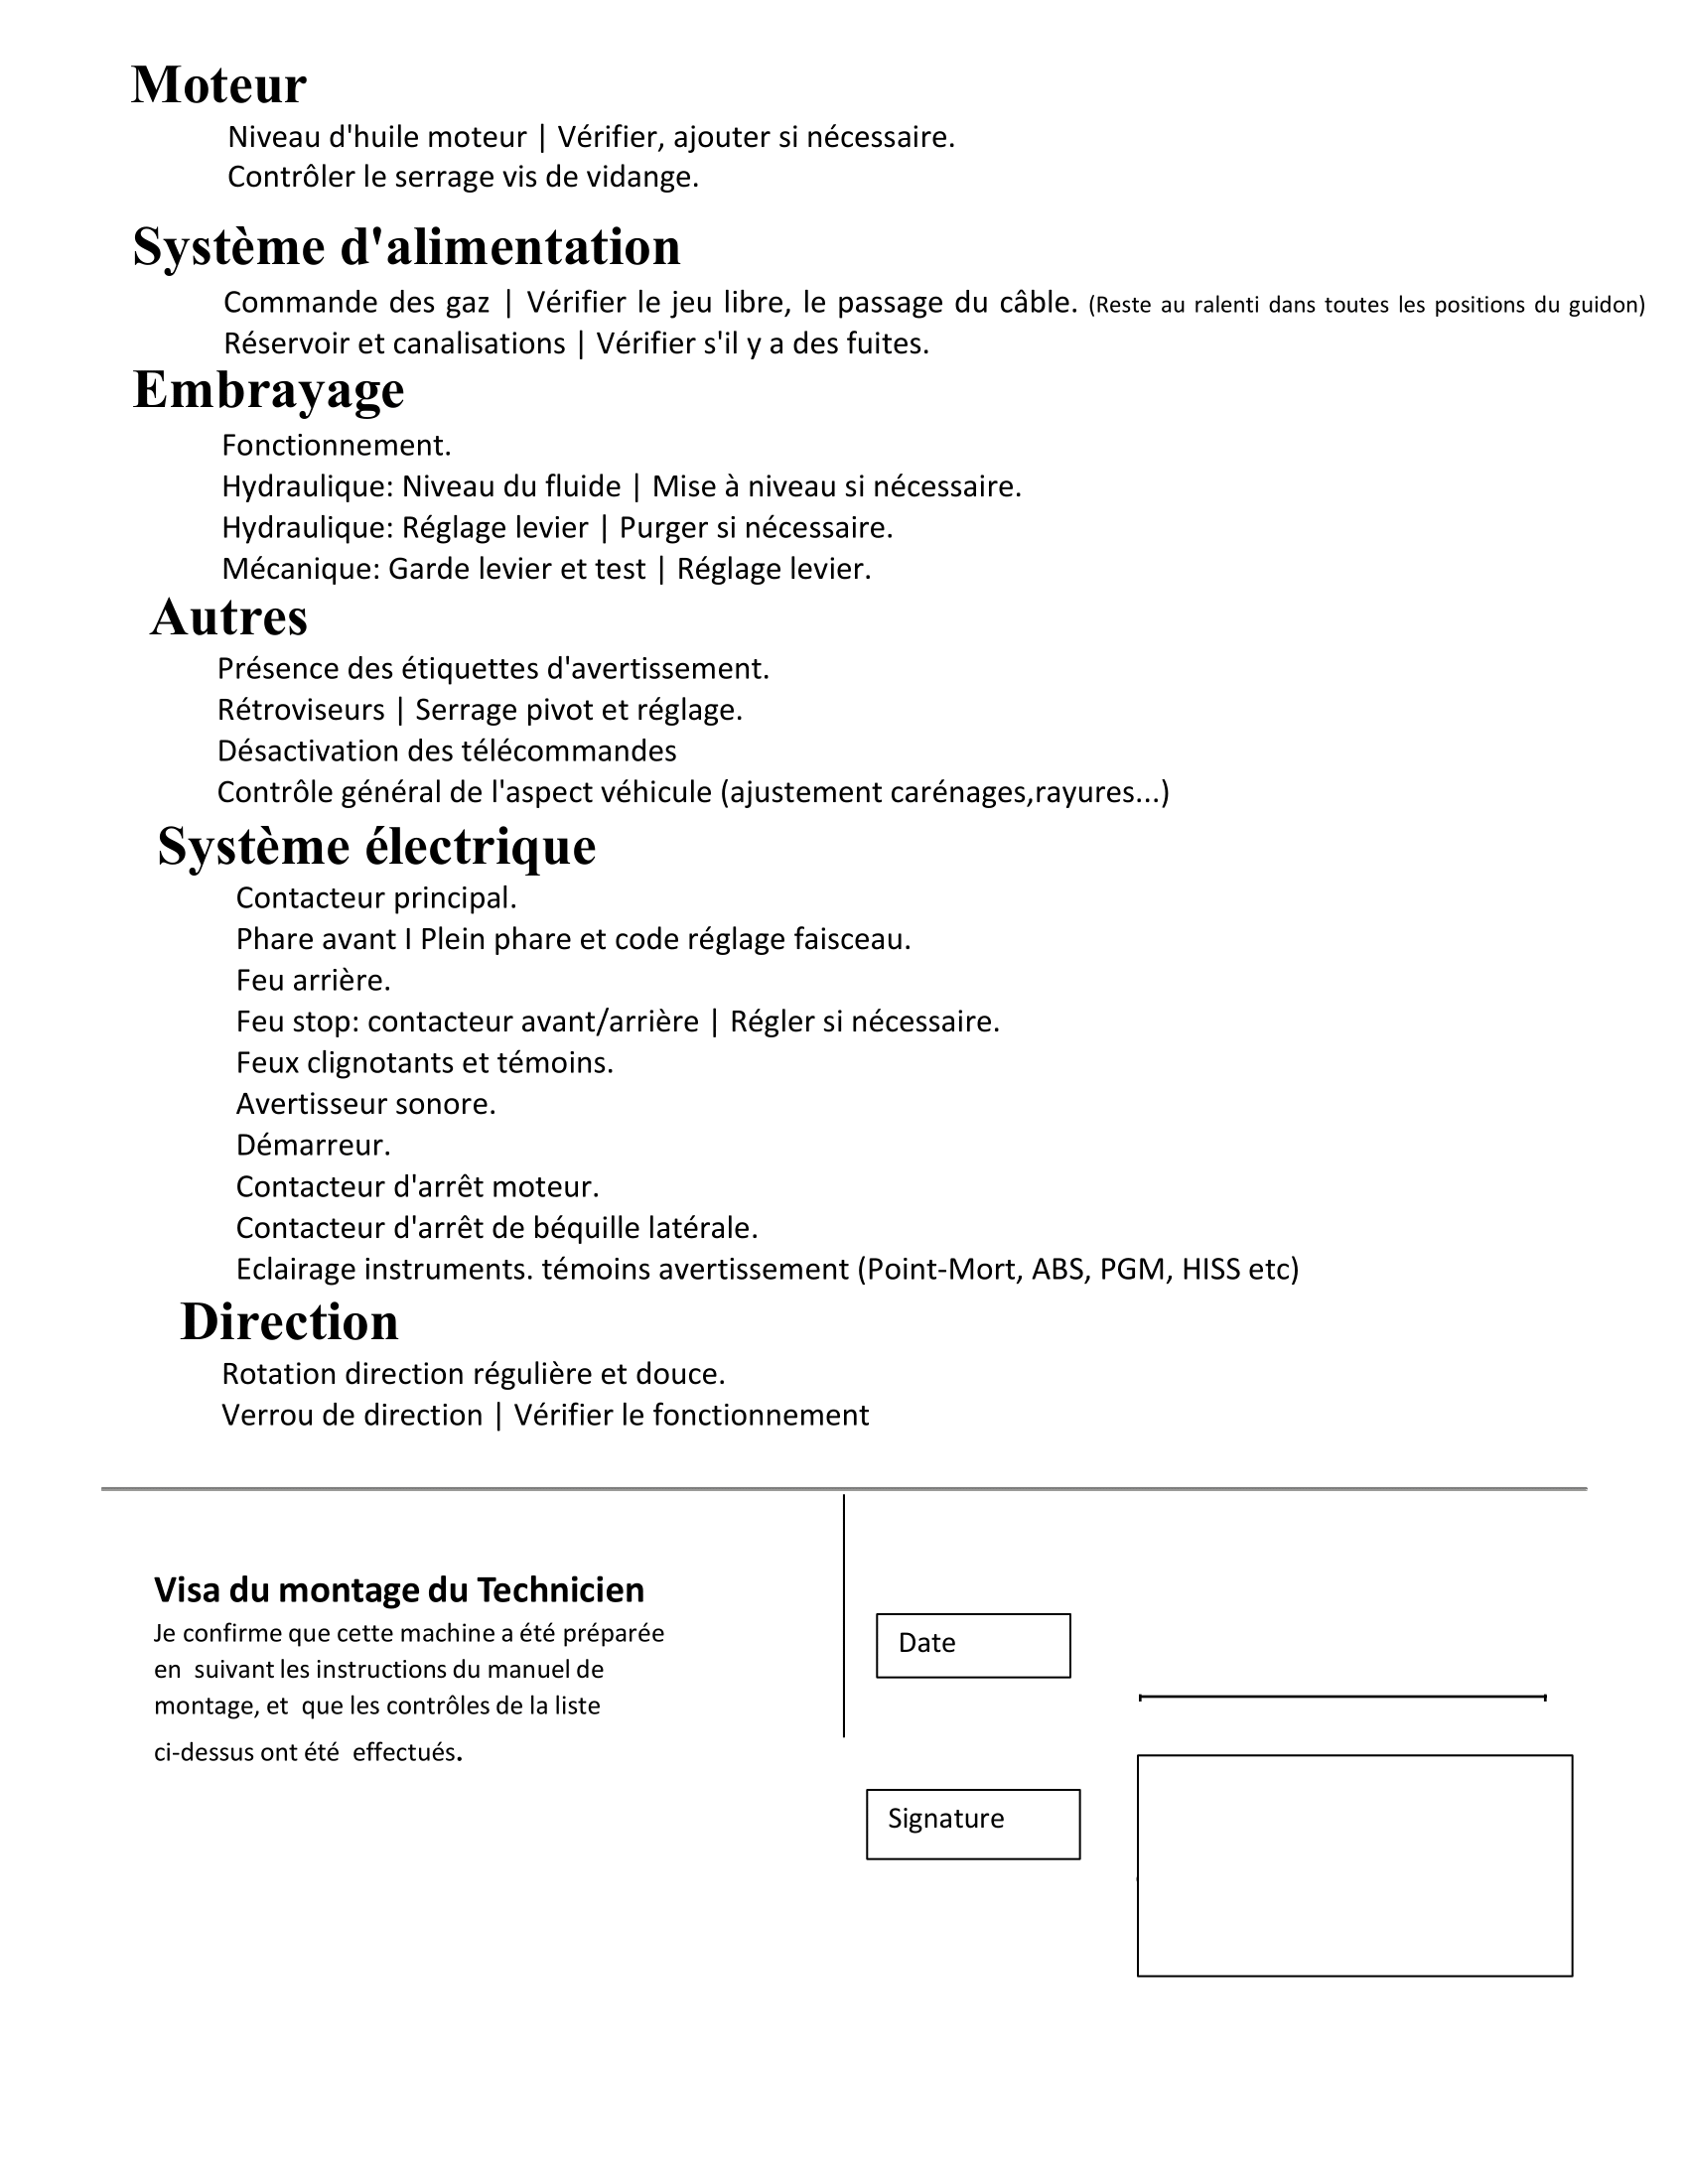 Moteur
Niveau d'huile moteur | Vérifier, ajouter si nécessaire.
Contrôler le serrage vis de vidange.
Système d'alimentation
Commande des gaz | Vérifier le jeu libre, le passage du câble. (Reste au ralenti dans toutes les positions du guidon)
Réservoir et canalisations | Vérifier s'il y a des fuites.
Embrayage
Fonctionnement.
Hydraulique: Niveau du fluide | Mise à niveau si nécessaire.
Hydraulique: Réglage levier | Purger si nécessaire.
Mécanique: Garde levier et test | Réglage levier.
Autres
Présence des étiquettes d'avertissement.
Rétroviseurs | Serrage pivot et réglage.
Désactivation des télécommandes
Contrôle général de l'aspect véhicule (ajustement carénages,rayures...)
Système électrique
Contacteur principal.
Phare avant I Plein phare et code réglage faisceau.
Feu arrière.
Feu stop: contacteur avant/arrière | Régler si nécessaire.
Feux clignotants et témoins.
Avertisseur sonore.
Démarreur.
Contacteur d'arrêt moteur.
Contacteur d'arrêt de béquille latérale.
Eclairage instruments. témoins avertissement (Point-Mort, ABS, PGM, HISS etc)
Direction
Rotation direction régulière et douce.
Verrou de direction | Vérifier le fonctionnement
Visa du montage du Technicien
Je confirme que cette machine a été préparée
en suivant les instructions du manuel de
montage, et que les contrôles de la liste
ci-dessus ont été effectués.
Date
Signature